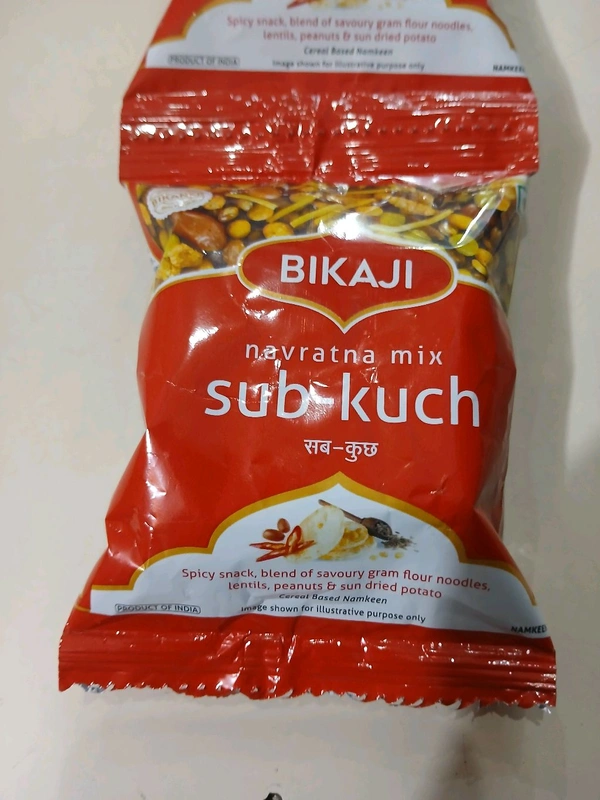 Spicy snack, blend of savoury gram flour noodles,
lentils, peanuts & sun dried potato
Cereal Based Namkeen
PRODUCT OF INDIA
Image shown for illustrative purpose only
BIKAJI
navratna mix
sub-kuch
सब-कुछ
Spicy snack, blend of savoury gram flour noodles,
lentils, peanuts & sun dried potato
Cereal Based Namkeen
PRODUCT OF INDIA
Image shown for illustrative purpose only